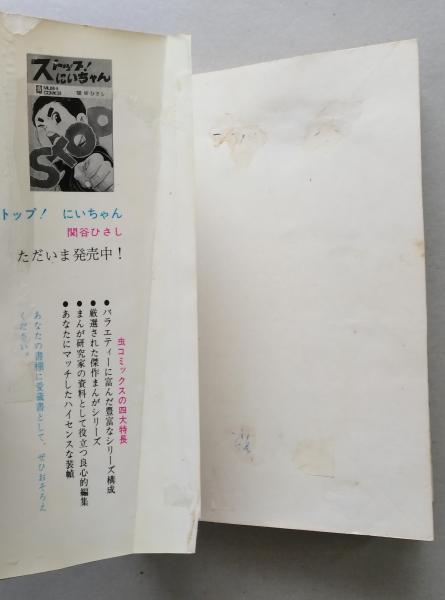 ストップ!
にいちゃん
MUSHI
COMICS
関谷ひさし
STOP
トップ! にいちゃん
関谷ひさし
ただいま発売中!
虫コミックスの四大特長
●バラエティーに富んだ豊富なシリーズ構成
●厳選された傑作まんがシリーズ
●まんが研究家の資料として役立つ良心的編集
●あなたにマッチしたハイセンスな装幀
あなたの書棚に愛蔵書として、ぜひおそろえ
ください。